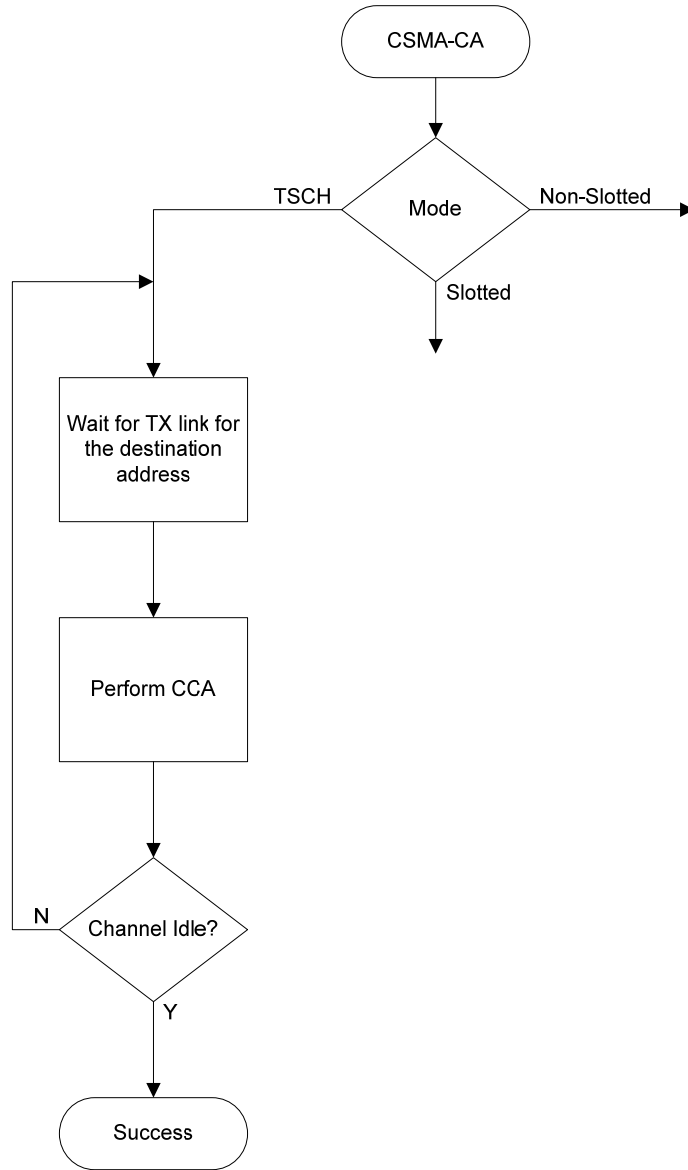 CSMA-CA
TSCH
Mode
Non-Slotted
Slotted
Wait for TX link for
the destination
address
Perform CCA
N
Channel Idle?
Y
Success